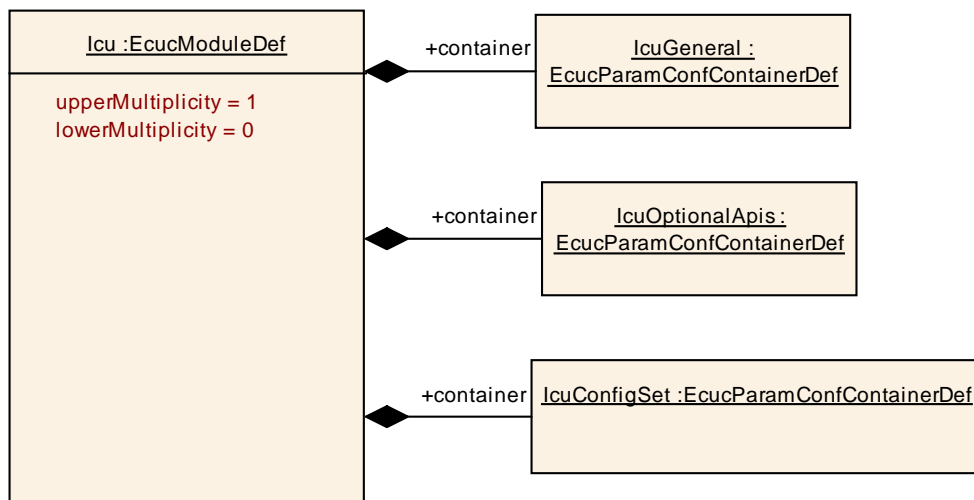 Icu :EcucModuleDef
upperMultiplicity = 1
lowerMultiplicity = 0
+container
IcuGeneral :
EcucParamConfContainerDef
+container
IcuOptionalApis :
EcucParamConfContainerDef
+container
IcuConfigSet :EcucParamConfContainerDef